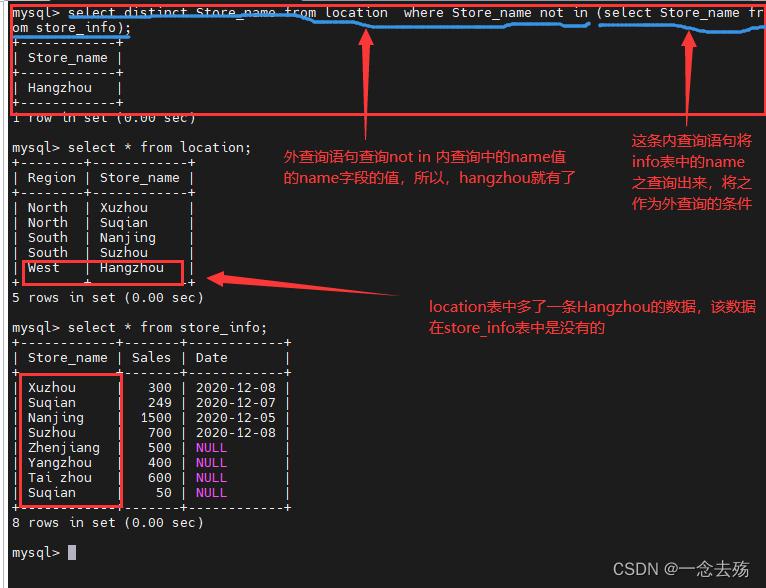 mysql> select distinct Store_name from location  where Store_name not in (select Store_name fr
om store_info);
+------------+
| Store_name |
+------------+
| Hangzhou   |
+------------+
1 row in set (0.00 sec)
外查询语句查询not in 内查询中的name值
的name字段的值，所以，hangzhou就有了
这条内查询语句将
info表中的name
之查询出来，将之
作为外查询的条件
mysql> select * from location;
+--------+------------+
| Region | Store_name |
+--------+------------+
| North  | Xuzhou     |
| North  | Suqian     |
| South  | Nanjing    |
| South  | Suzhou     |
| West   | Hangzhou   |
+--------+------------+
5 rows in set (0.00 sec)
location表中多了一条Hangzhou的数据，该数据
在store_info表中是没有的
mysql> select * from store_info;
+------------+-------+------------+
| Store_name | Sales | Date       |
+------------+-------+------------+
| Xuzhou     |   300 | 2020-12-08 |
| Suqian     |   249 | 2020-12-07 |
| Nanjing    |  1500 | 2020-12-05 |
| Suzhou     |   700 | 2020-12-08 |
| Zhenjiang  |   500 | NULL       |
| Yangzhou   |   400 | NULL       |
| Tai zhou   |   600 | NULL       |
| Suqian     |    50 | NULL       |
+------------+-------+------------+
8 rows in set (0.00 sec)
mysql>
CSDN @一念去殇